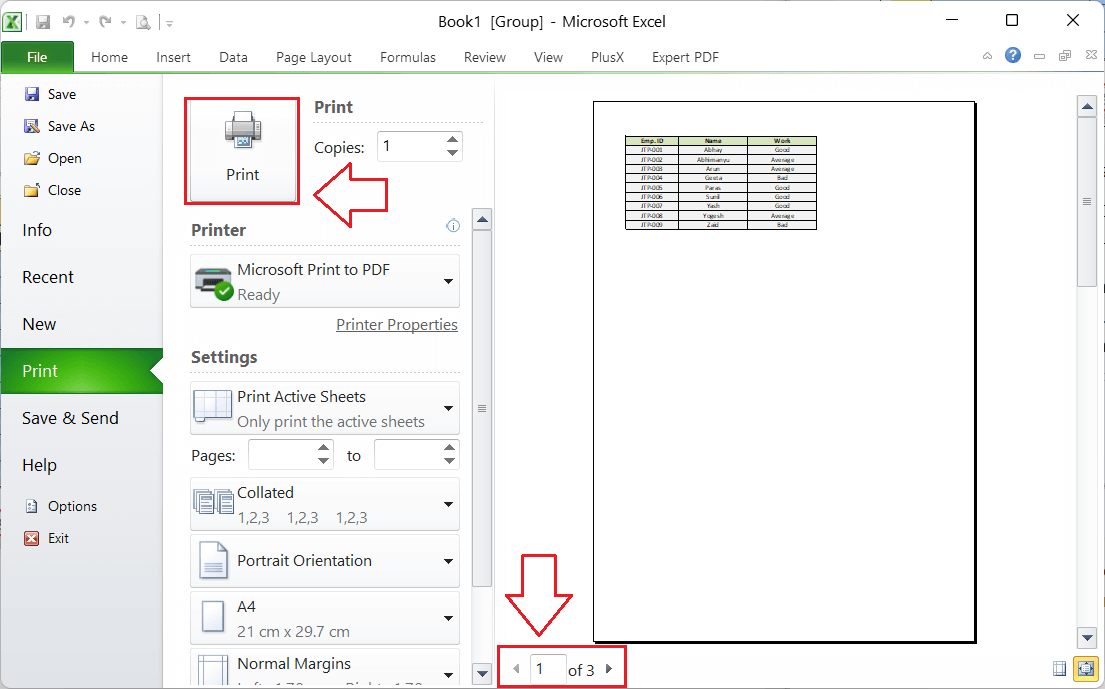 Book1 [Group] - Microsoft Excel
File Home Insert Data Page Layout Formulas Review View PlusX Expert PDF
Save
Save As
Open
Close
Info
Recent
New
Print
Save & Send
Help
Options
Exit
Print
Print
Copies: 1
Printer
Microsoft Print to PDF
Ready
Printer Properties
Settings
Print Active Sheets
Only print the active sheets
Pages: to
Collated
1,2,3 1,2,3 1,2,3
Portrait Orientation
A4
21 cm x 29.7 cm
Normal Margins
Emp. ID Name Work
JTP-001 Abhay Good
JTP-002 Abhimanyu Average
JTP-003 Arun Average
JTP-004 Geeta Bad
JTP-005 Paras Good
JTP-006 Sunil Good
JTP-007 Yash Good
JTP-008 Yogesh Average
JTP-009 Zaid Bad
1 of 3